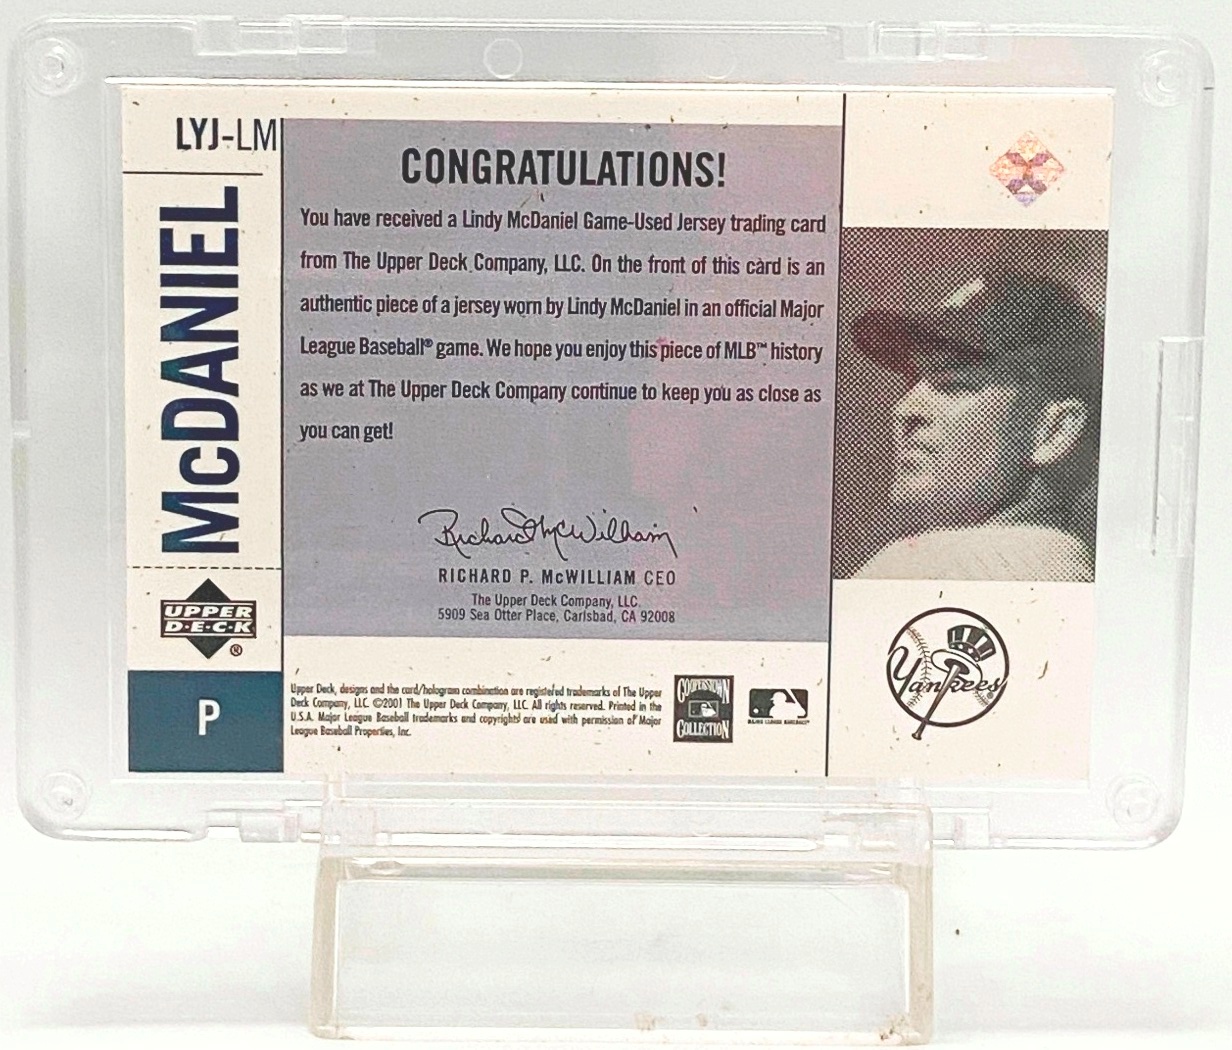 LYJ-LM
McDANIEL
UPPER
D·E·C·K
®
P
CONGRATULATIONS!
You have received a Lindy McDaniel Game-Used Jersey trading card
from The Upper Deck Company, LLC. On the front of this card is an
authentic piece of a jersey worn by Lindy McDaniel in an official Major
League Baseball® game. We hope you enjoy this piece of MLB™ history
as we at The Upper Deck Company continue to keep you as close as
you can get!
Richard McWilliam
RICHARD P. McWILLIAM CEO
The Upper Deck Company, LLC.
5909 Sea Otter Place, Carlsbad, CA 92008
Upper Deck, designs and the card/hologram combination are registered trademarks of The Upper
Deck Company, LLC. ©2001 The Upper Deck Company, LLC. All rights reserved. Printed in the
U.S.A. Major League Baseball trademarks and copyrights are used with permission of Major
League Baseball Properties, Inc.
COOPERSTOWN
COLLECTION
MAJOR LEAGUE BASEBALL
Yankees